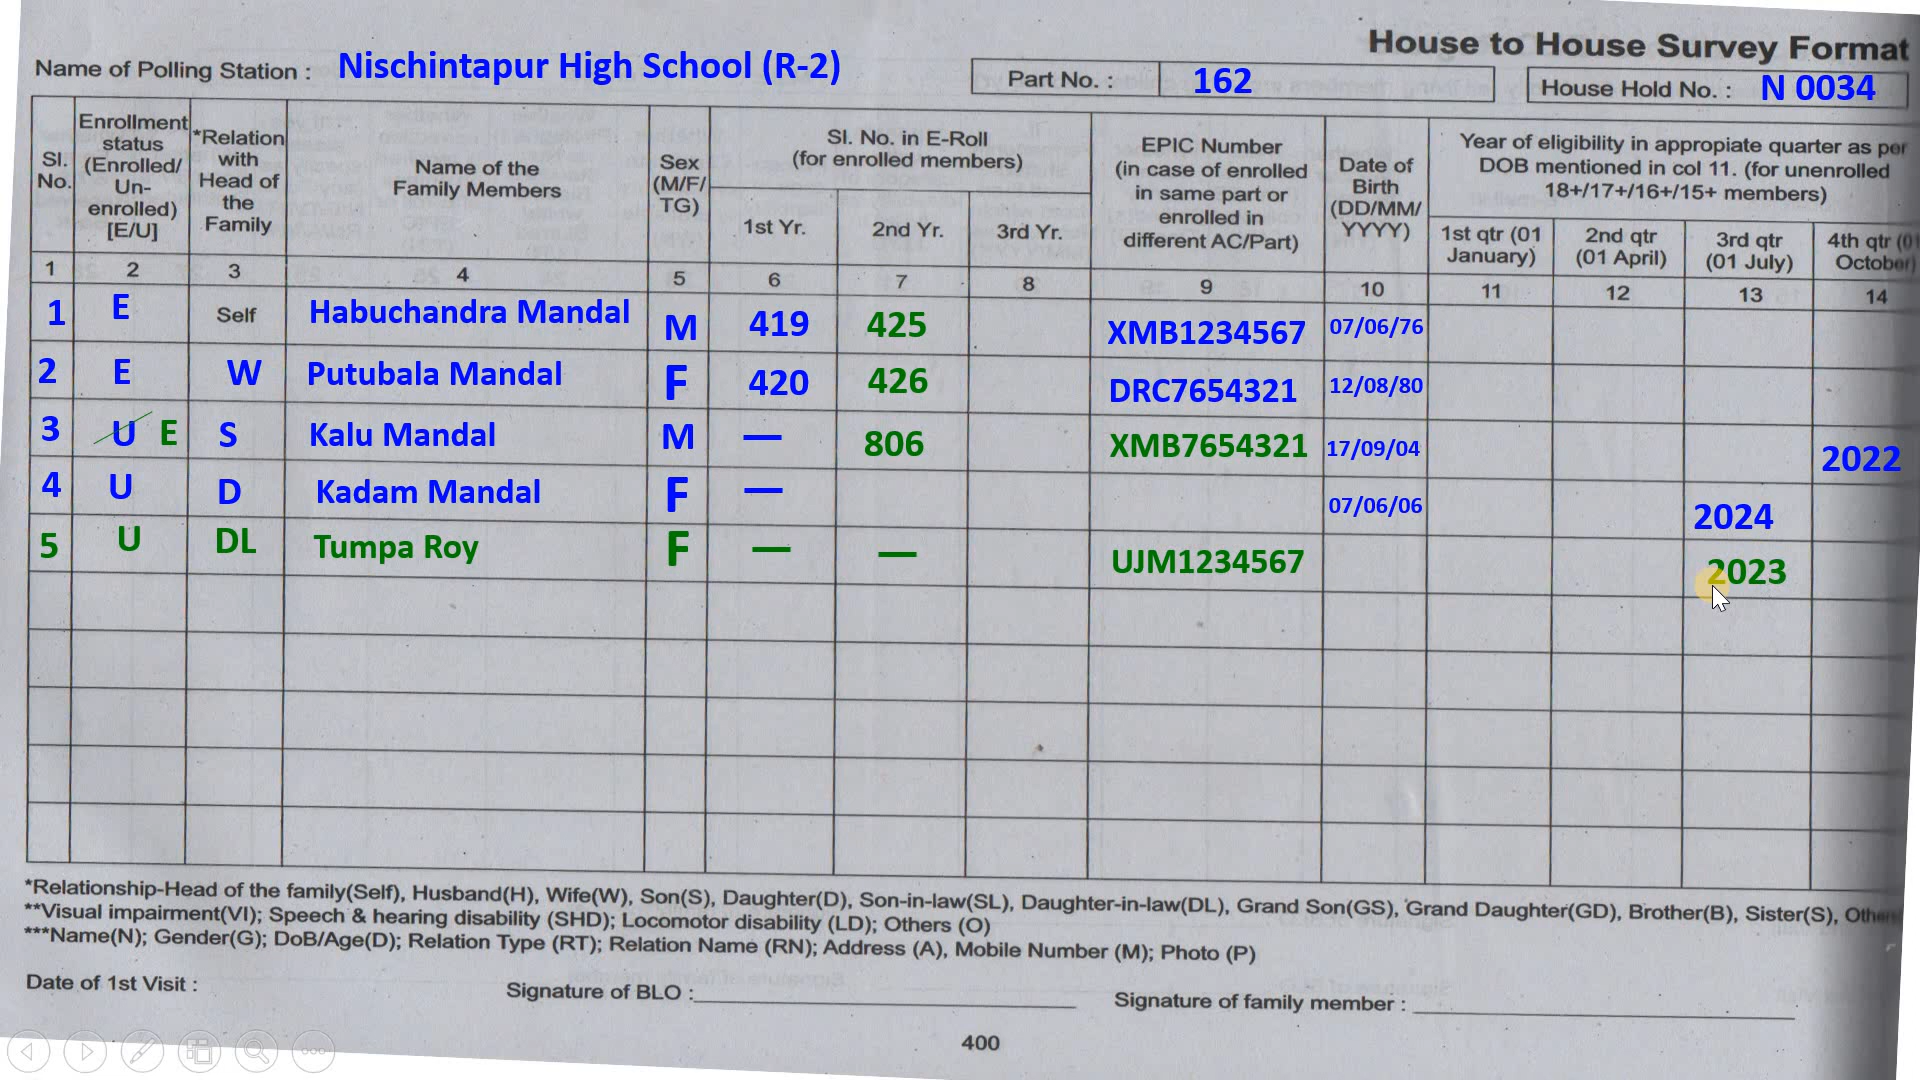 House to House Survey Format
Name of Polling Station : Nischintapur High School (R-2) Part No. : 162 House Hold No. : N 0034
Sl. No. Enrollment status (Enrolled/ Un-enrolled) [E/U] *Relation with Head of the Family Name of the Family Members Sex (M/F/TG) Sl. No. in E-Roll (for enrolled members) EPIC Number (in case of enrolled in same part or enrolled in different AC/Part) Date of Birth (DD/MM/YYYY) Year of eligibility in appropiate quarter as per DOB mentioned in col 11. (for unenrolled 18+/17+/16+/15+ members)
1st Yr. 2nd Yr. 3rd Yr. 1st qtr (01 January) 2nd qtr (01 April) 3rd qtr (01 July) 4th qtr (01 October)
1 2 3 4 5 6 7 8 9 10 11 12 13 14
1 E Self Habuchandra Mandal M 419 425 XMB1234567 07/06/76
2 E W Putubala Mandal F 420 426 DRC7654321 12/08/80
3 U E S Kalu Mandal M — 806 XMB7654321 17/09/04 2022
4 U D Kadam Mandal F — 07/06/06 2024
5 U DL Tumpa Roy F — — UJM1234567 2023
*Relationship-Head of the family(Self), Husband(H), Wife(W), Son(S), Daughter(D), Son-in-law(SL), Daughter-in-law(DL), Grand Son(GS), Grand Daughter(GD), Brother(B), Sister(S), Others
**Visual impairment(VI); Speech & hearing disability (SHD); Locomotor disability (LD); Others (O)
***Name(N); Gender(G); DoB/Age(D); Relation Type (RT); Relation Name (RN); Address (A), Mobile Number (M); Photo (P)
Date of 1st Visit : Signature of BLO : Signature of family member :
400